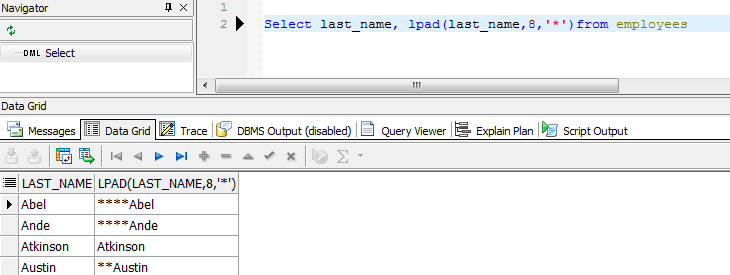 Navigator
DML Select
1
2 Select last_name, lpad(last_name,8,'*')from employees
Data Grid
Messages Data Grid Trace DBMS Output (disabled) Query Viewer Explain Plan Script Output
LAST_NAME LPAD(LAST_NAME,8,'*')
Abel ****Abel
Ande ****Ande
Atkinson Atkinson
Austin **Austin